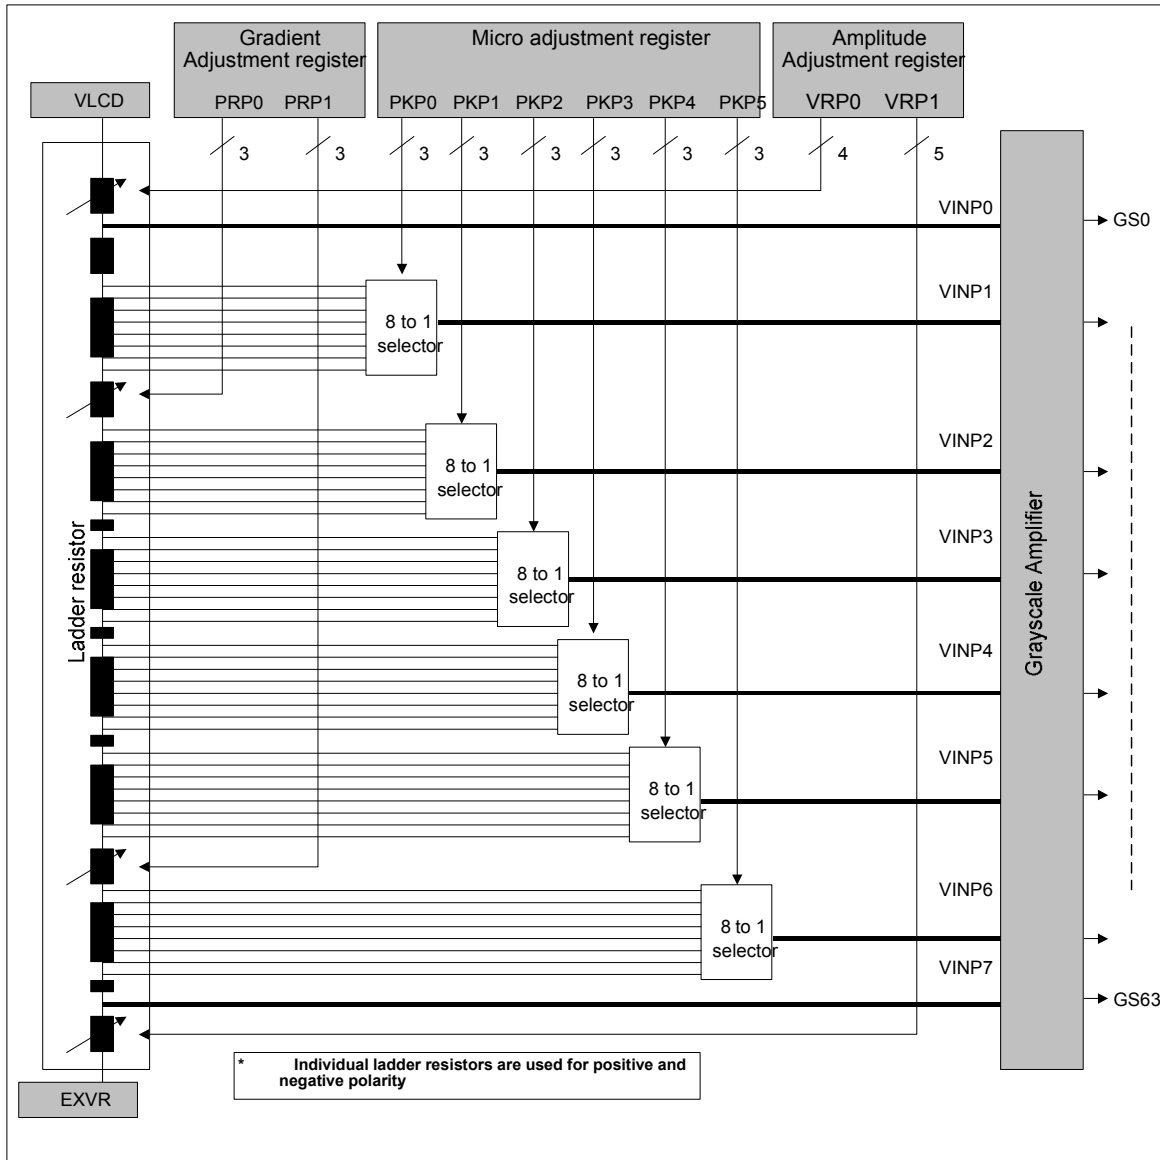 Gradient
Adjustment register
PRP0 PRP1
Micro adjustment register
PKP0 PKP1 PKP2 PKP3 PKP4 PKP5
Amplitude
Adjustment register
VRP0 VRP1
VLCD
3 3 3 3 3 3 3 3 4 5
VINP0
GS0
VINP1
8 to 1
selector
VINP2
8 to 1
selector
VINP3
8 to 1
selector
Ladder resistor
Grayscale Amplifier
VINP4
8 to 1
selector
VINP5
8 to 1
selector
VINP6
8 to 1
selector
VINP7
GS63
* Individual ladder resistors are used for positive and
negative polarity
EXVR